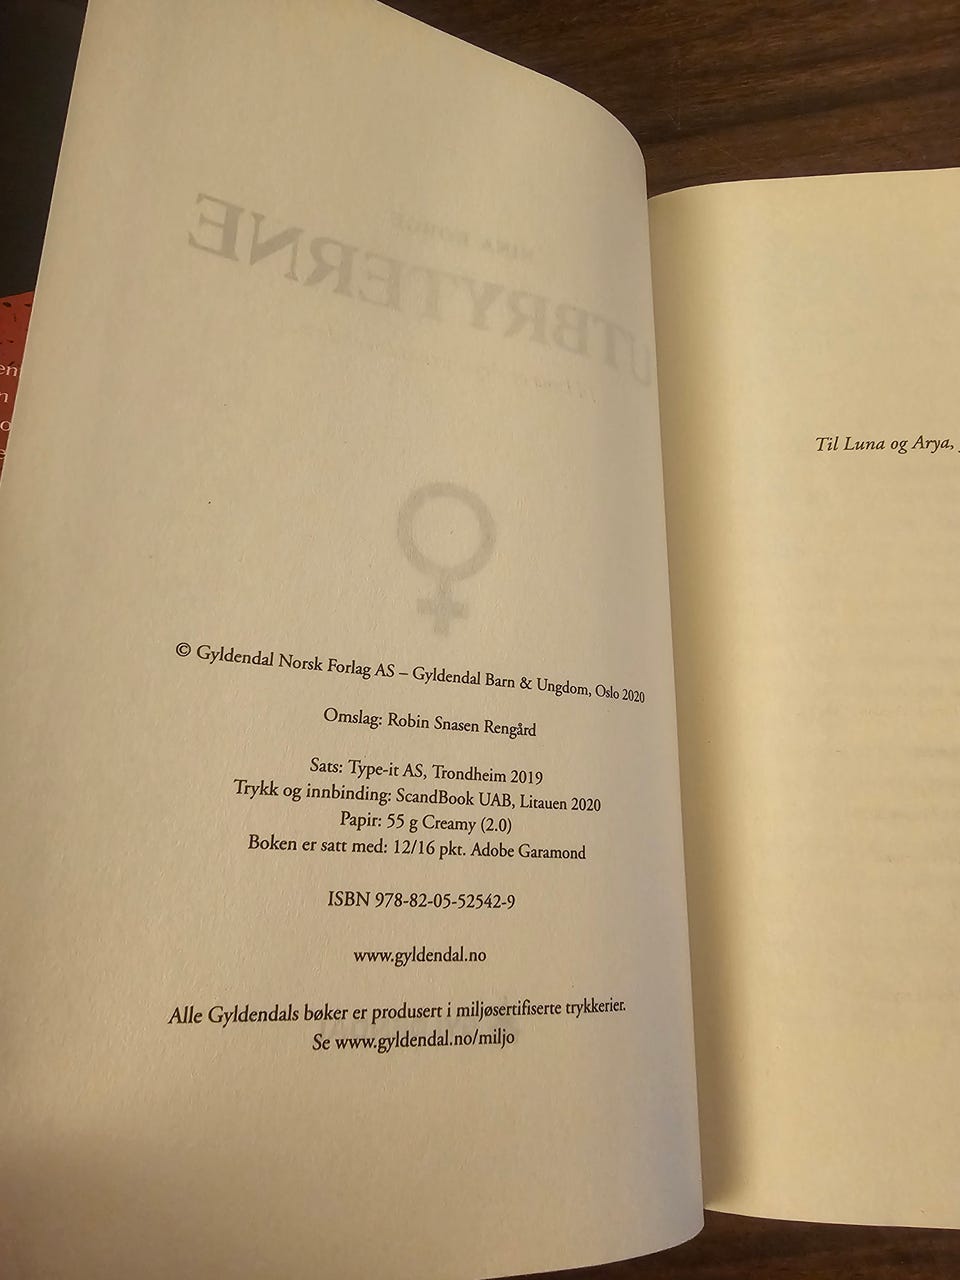 UTBRYTERNE
© Gyldendal Norsk Forlag AS – Gyldendal Barn & Ungdom, Oslo 2020
Omslag: Robin Snasen Rengård
Sats: Type-it AS, Trondheim 2019
Trykk og innbinding: ScandBook UAB, Litauen 2020
Papir: 55 g Creamy (2.0)
Boken er satt med: 12/16 pkt. Adobe Garamond
ISBN 978-82-05-52542-9
www.gyldendal.no
Alle Gyldendals bøker er produsert i miljøsertifiserte trykkerier.
Se www.gyldendal.no/miljo
Til Luna og Arya,